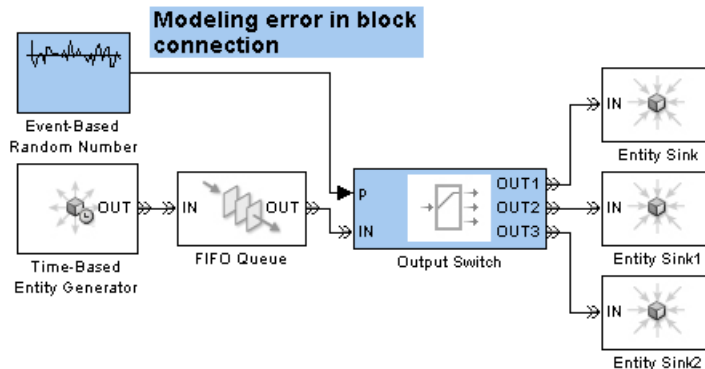 Modeling error in block
connection
Event-Based
Random Number
OUT
Time-Based
Entity Generator
IN
OUT
FIFO Queue
p
IN
OUT1
OUT2
OUT3
Output Switch
IN
Entity Sink
IN
Entity Sink1
IN
Entity Sink2